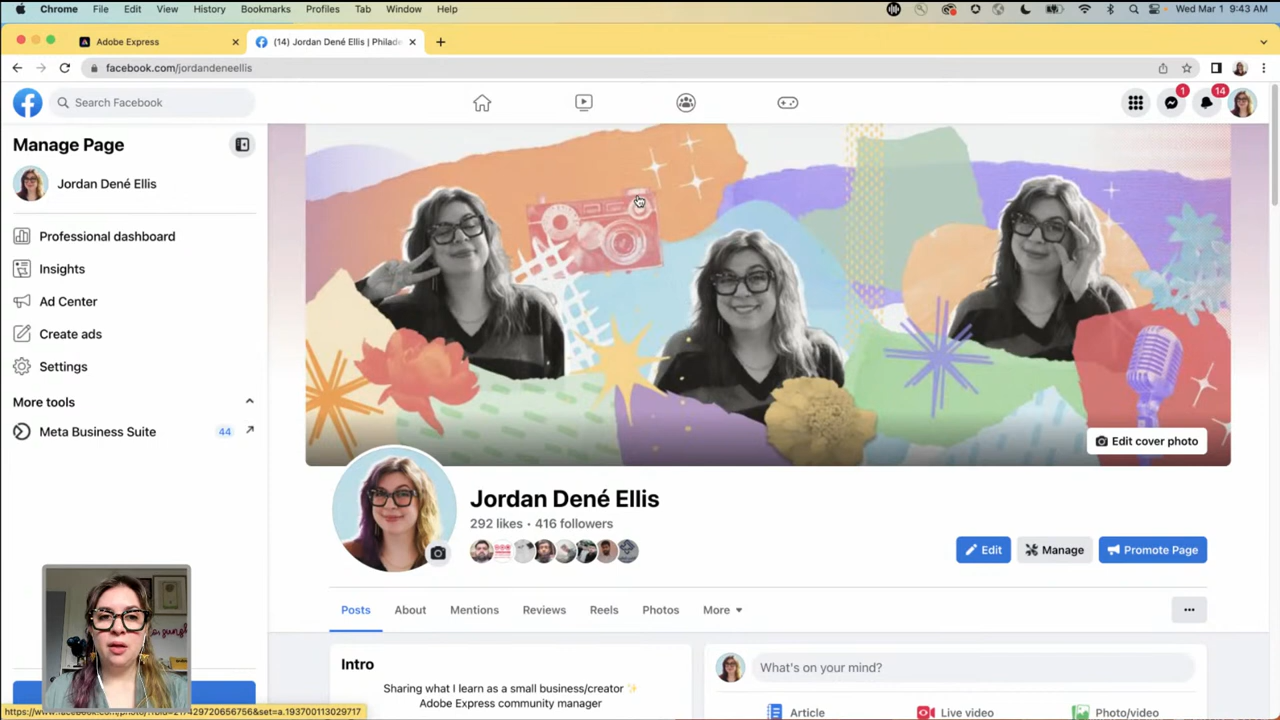 Chrome File Edit View History Bookmarks Profiles Tab Window Help Wed Mar 1 9:43 AM
Adobe Express (14) Jordan Dené Ellis | Philade
facebook.com/jordandeneellis
Search Facebook 1 14
Manage Page
Jordan Dené Ellis
Professional dashboard
Insights
Ad Center
Create ads
Settings
More tools
Meta Business Suite 44
Edit cover photo
Jordan Dené Ellis
292 likes • 416 followers
Edit Manage Promote Page
Posts About Mentions Reviews Reels Photos More
Intro
Sharing what I learn as a small business/creator ✨
Adobe Express community manager
What's on your mind?
Article Live video Photo/video